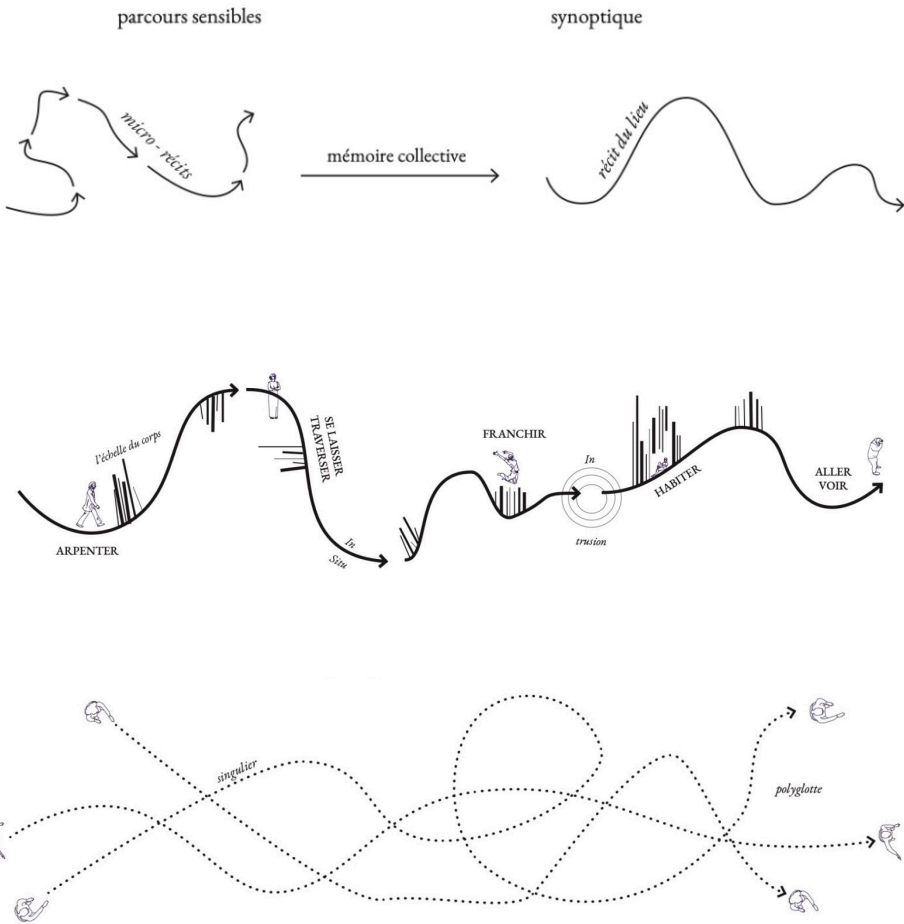 parcours sensibles
synoptique
micro - récits
mémoire collective
récit du lieu
l'échelle du corps
ARPENTER
SE LAISSER
TRAVERSER
In
Situ
FRANCHIR
In
trusion
HABITER
ALLER
VOIR
singulier
polyglotte